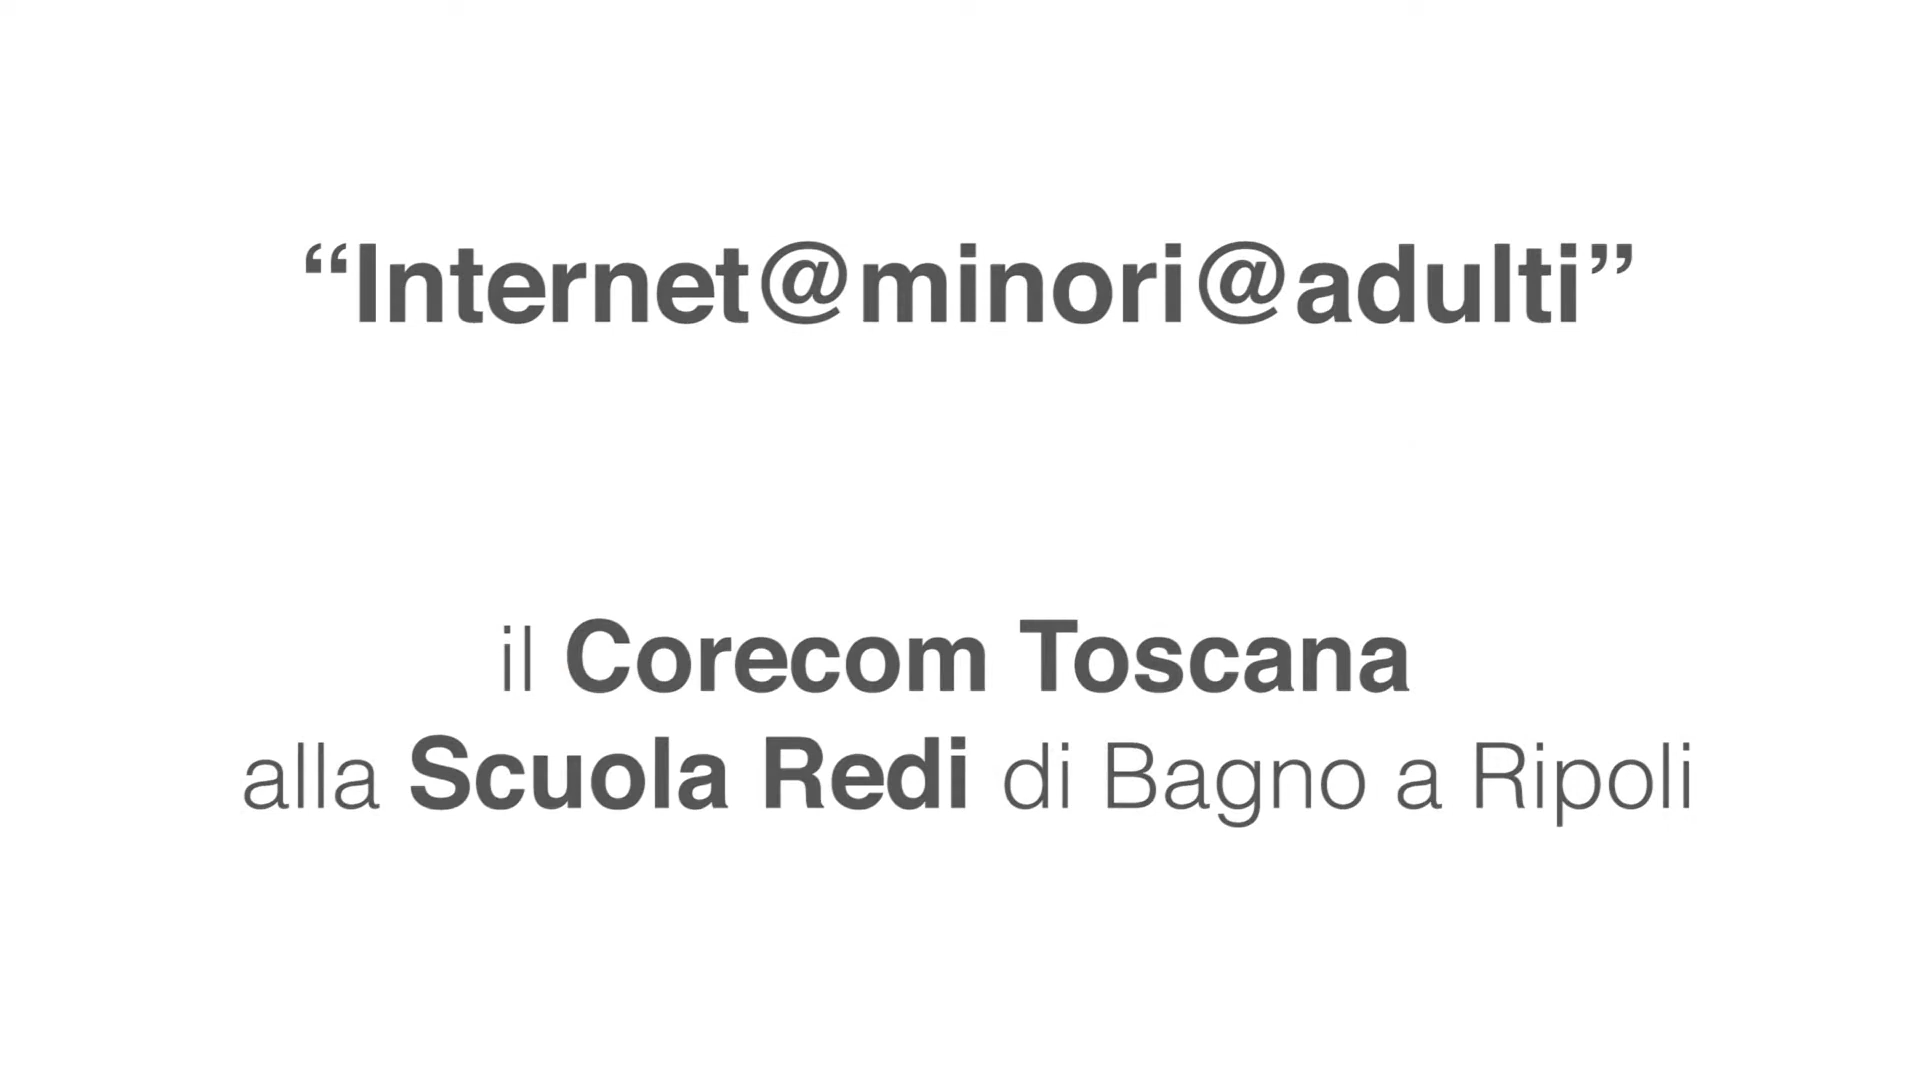 “Internet@minori@adulti”
il Corecom Toscana
alla Scuola Redi di Bagno a Ripoli